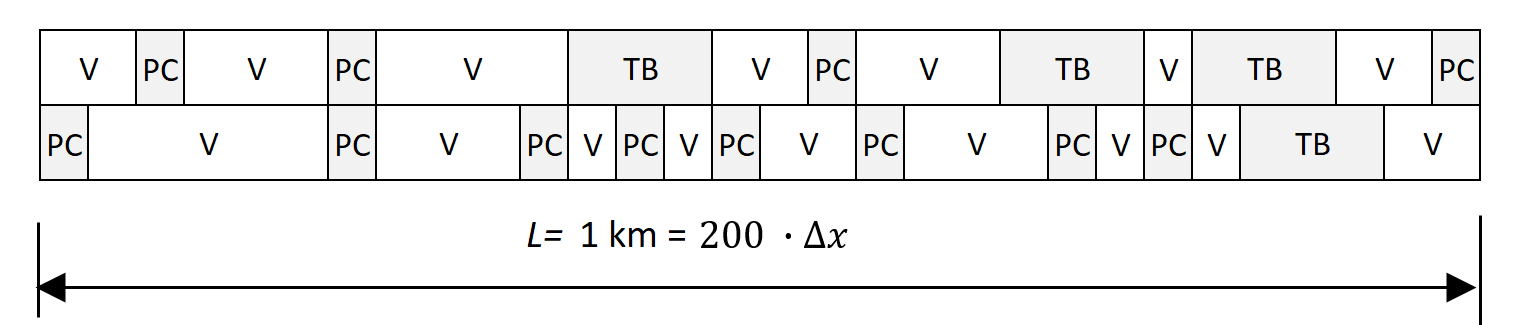 V PC V PC V TB V PC V TB V TB V PC
PC V PC V PC V PC V PC V PC V PC V PC V TB V
L= 1 km = 200 · Δx